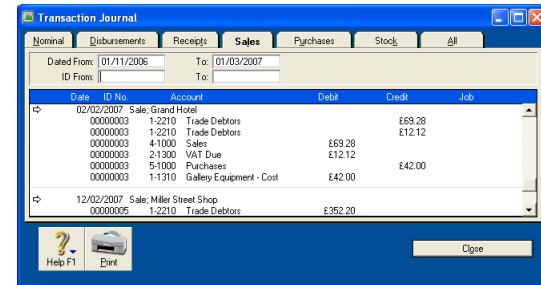 Transaction Journal
Nominal Disbursements Receipts Sales Purchases Stock All
Dated From: 01/11/2006 To: 01/03/2007
ID From: To:
Date ID No. Account Debit Credit Job
02/02/2007 Sale; Grand Hotel
00000003 1-2210 Trade Debtors £69.28
00000003 1-2210 Trade Debtors £12.12
00000003 4-1000 Sales £69.28
00000003 2-1300 VAT Due £12.12
00000003 5-1000 Purchases £42.00
00000003 1-1310 Gallery Equipment - Cost £42.00
12/02/2007 Sale; Miller Street Shop
00000005 1-2210 Trade Debtors £352.20
Help F1 Print Close